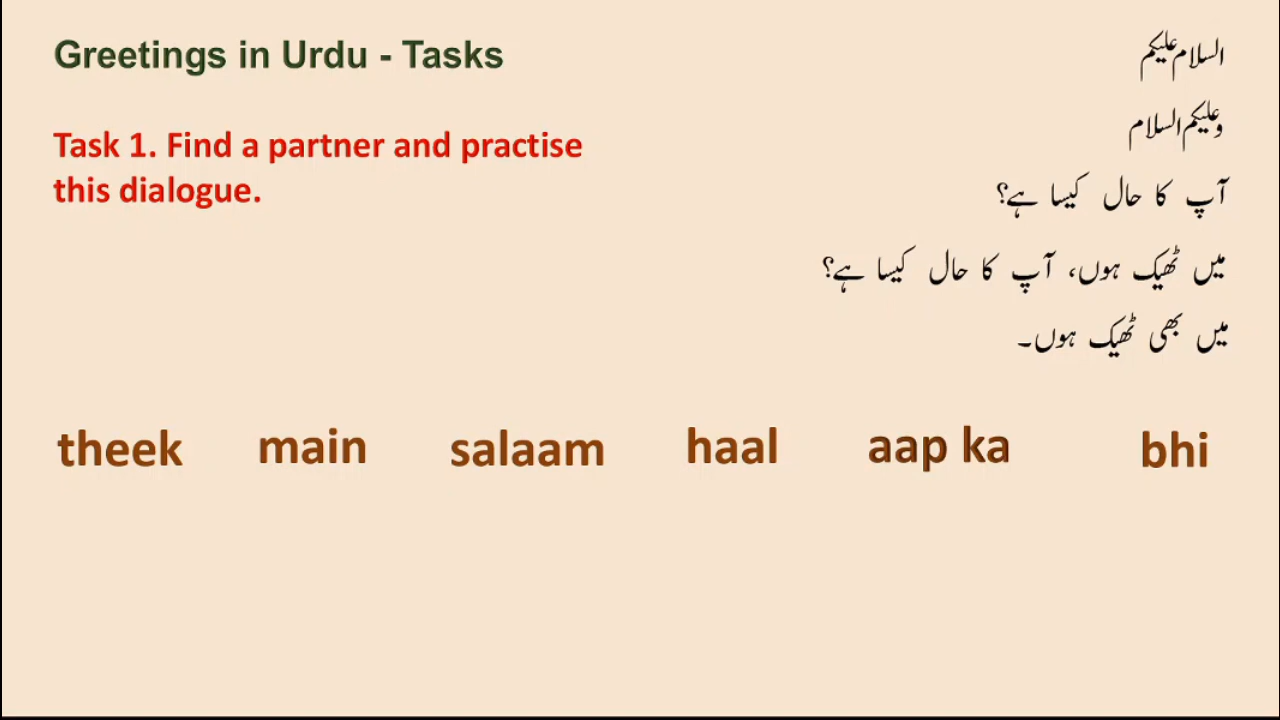 Greetings in Urdu - Tasks
السلام علیکم
Task 1. Find a partner and practise
this dialogue.
وعلیکم السلام
آپ کا حال کیسا ہے؟
میں ٹھیک ہوں، آپ کا حال کیسا ہے؟
میں بھی ٹھیک ہوں۔
theek main salaam haal aap ka bhi